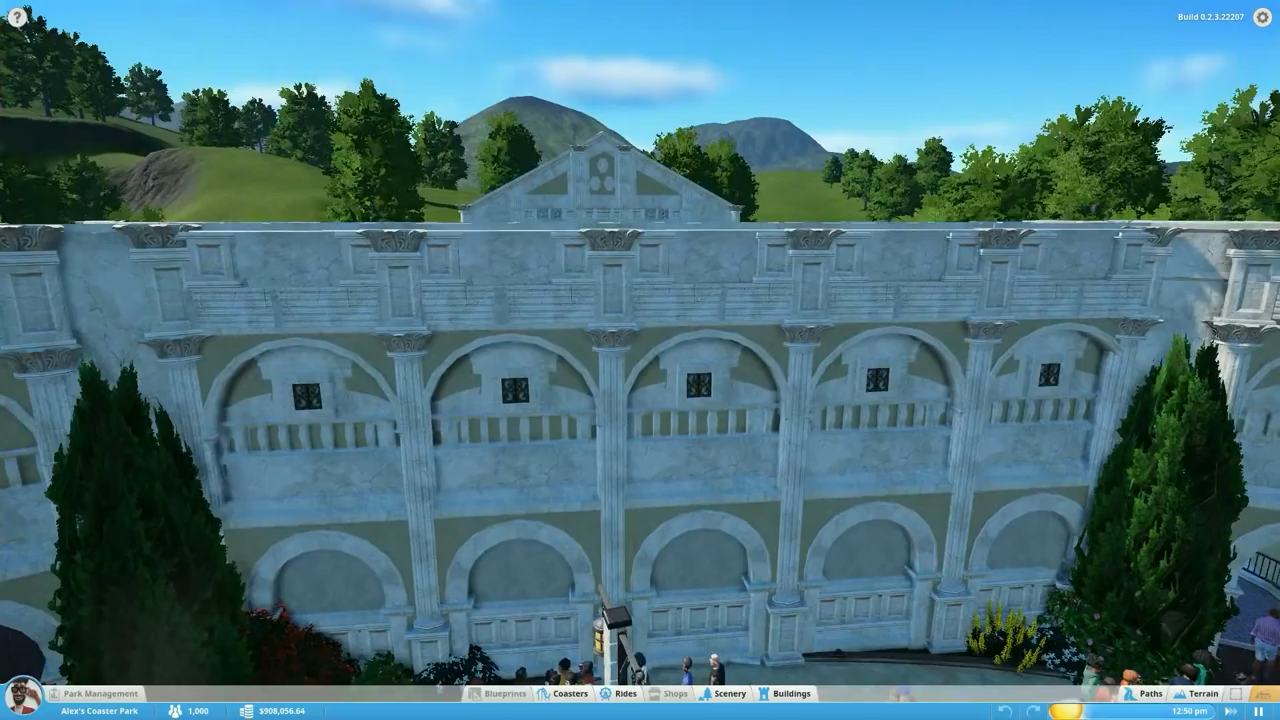 ?
Build 0.2.3.22207
Park Management
Blueprints
Coasters
Rides
Shops
Scenery
Buildings
Paths
Terrain
Alex's Coaster Park
1,000
$908,056.64
12:50 pm